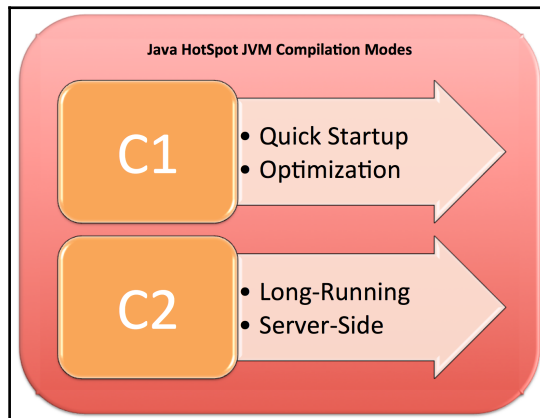 Java HotSpot JVM Compilation Modes
C1
• Quick Startup
• Optimization
C2
• Long-Running
• Server-Side